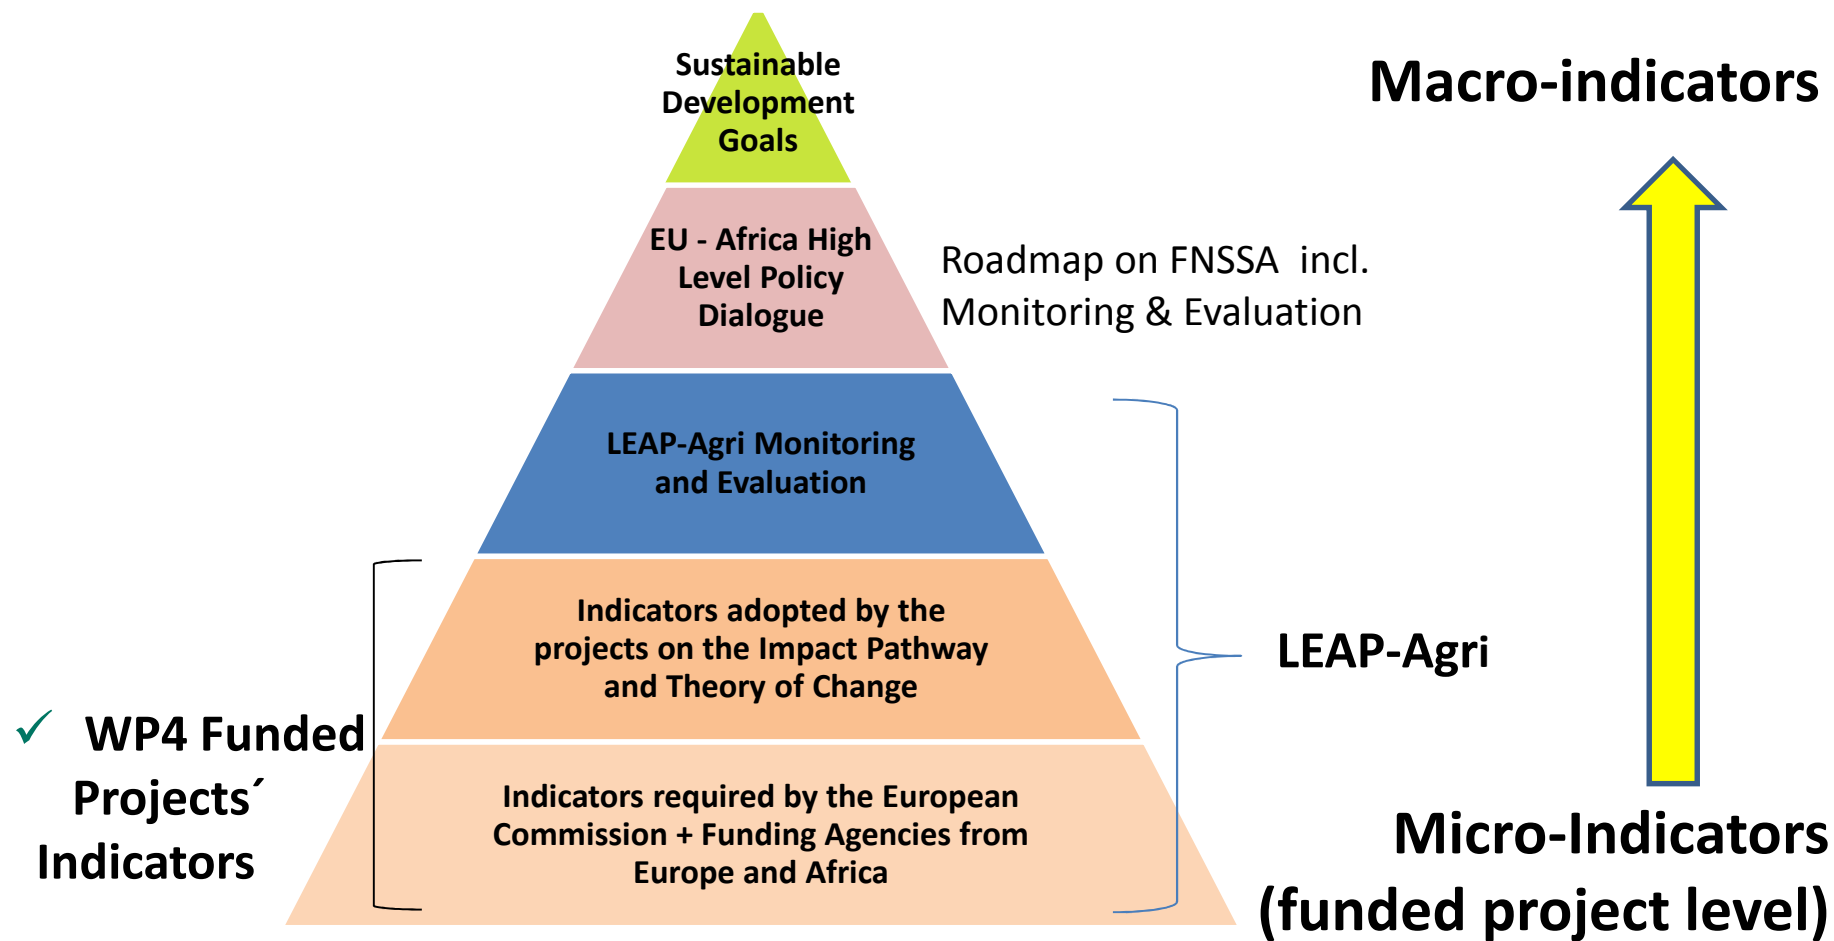 Sustainable
Development
Goals
Macro-indicators
EU - Africa High
Level Policy
Dialogue
Roadmap on FNSSA incl.
Monitoring & Evaluation
LEAP-Agri Monitoring
and Evaluation
Indicators adopted by the
projects on the Impact Pathway
and Theory of Change
LEAP-Agri
✓ WP4 Funded
Projects´
Indicators
Indicators required by the European
Commission + Funding Agencies from
Europe and Africa
Micro-Indicators
(funded project level)